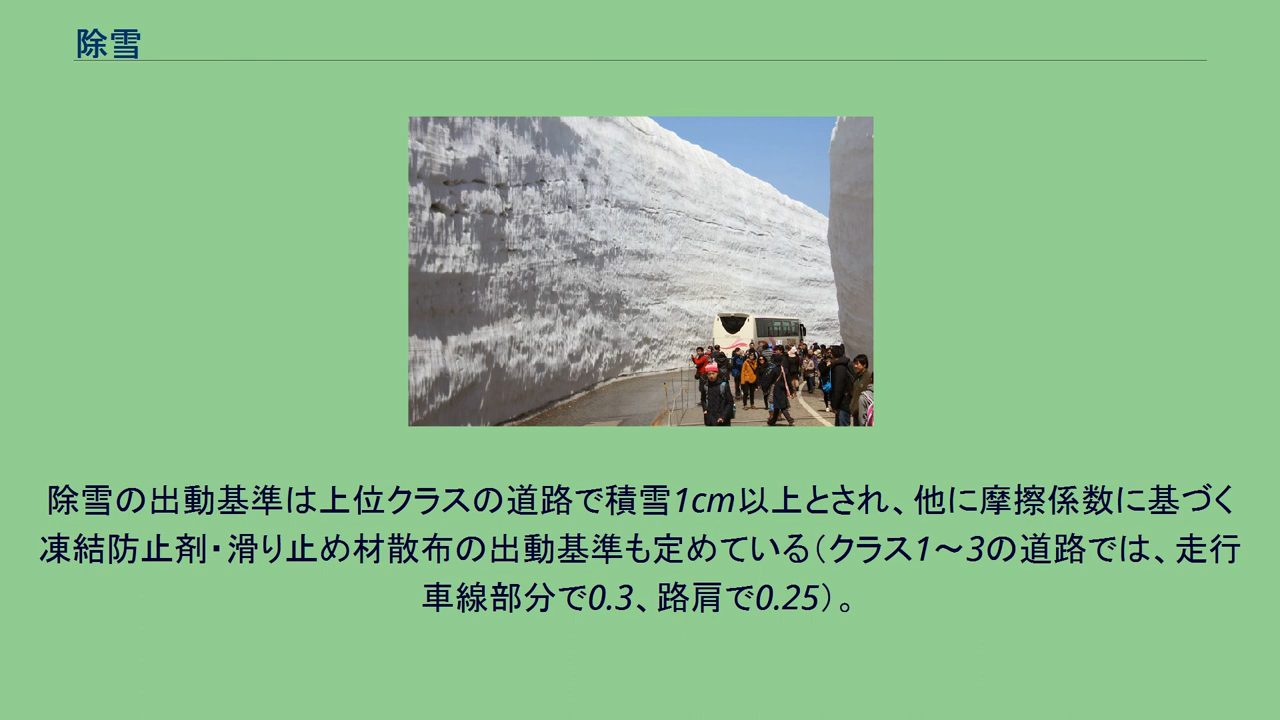 除雪
除雪の出動基準は上位クラスの道路で積雪1cm以上とされ、他に摩擦係数に基づく
凍結防止剤・滑り止め材散布の出動基準も定めている（クラス1～3の道路では、走行
車線部分で0.3、路肩で0.25）。